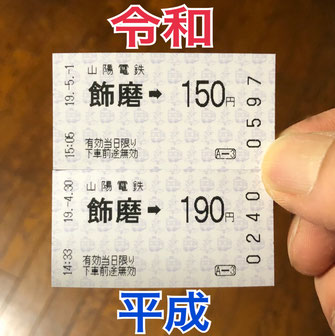 令和
19.-5.-1
15:05
山陽電鉄
飾磨➡150円
有効当日限り
下車前途無効
A-3
0597
19.-4.30
14:33
山陽電鉄
飾磨➡190円
有効当日限り
下車前途無効
A-3
0240
平成